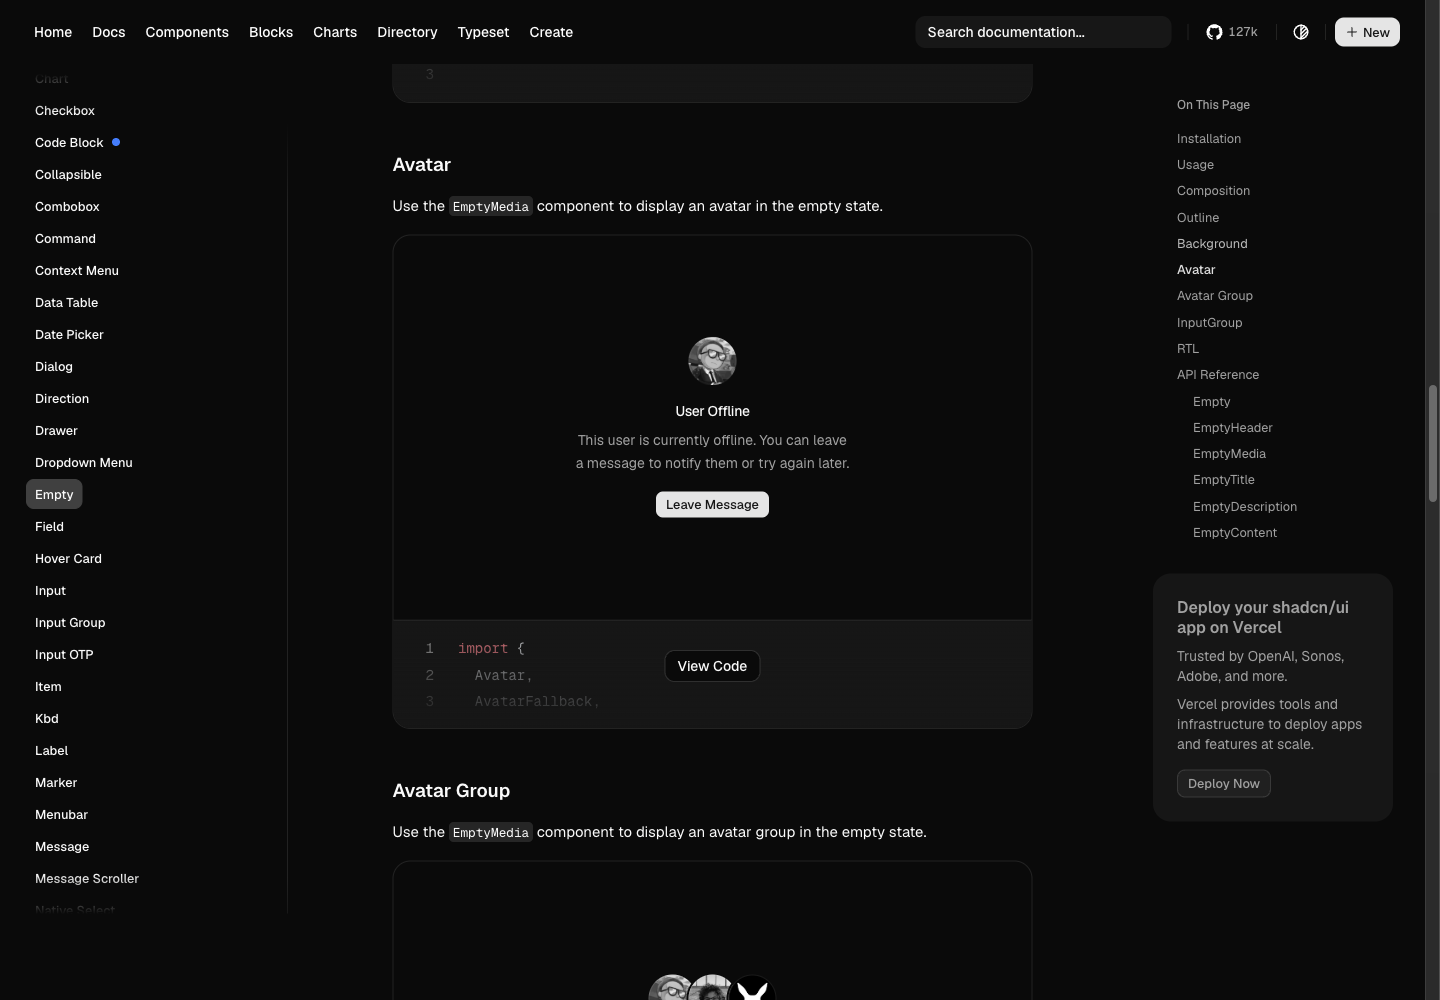 Home Docs Components Blocks Charts Directory Typeset Create
Search documentation...
127k
New
Chart
Checkbox
Code Block
Collapsible
Combobox
Command
Context Menu
Data Table
Date Picker
Dialog
Direction
Drawer
Dropdown Menu
Empty
Field
Hover Card
Input
Input Group
Input OTP
Item
Kbd
Label
Marker
Menubar
Message
Message Scroller
Native Select
3
Avatar
Use the EmptyMedia component to display an avatar in the empty state.
User Offline
This user is currently offline. You can leave
a message to notify them or try again later.
Leave Message
1 import {
2 Avatar,
3 AvatarFallback,
View Code
Avatar Group
Use the EmptyMedia component to display an avatar group in the empty state.
On This Page
Installation
Usage
Composition
Outline
Background
Avatar
Avatar Group
InputGroup
RTL
API Reference
Empty
EmptyHeader
EmptyMedia
EmptyTitle
EmptyDescription
EmptyContent
Deploy your shadcn/ui
app on Vercel
Trusted by OpenAI, Sonos,
Adobe, and more.
Vercel provides tools and
infrastructure to deploy apps
and features at scale.
Deploy Now